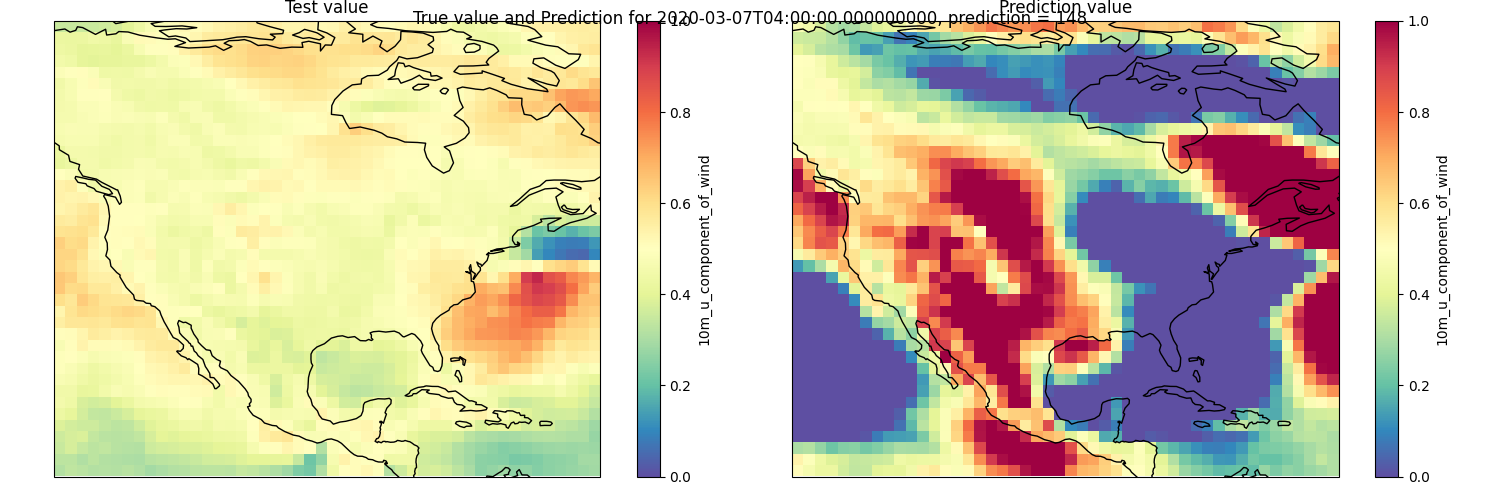 Test value
True value and Prediction for 2020-03-07T04:00:00.000000000, prediction = 148
Prediction value
1.0
0.8
0.6
0.4
0.2
0.0
10m_u_component_of_wind
1.0
0.8
0.6
0.4
0.2
0.0
10m_u_component_of_wind